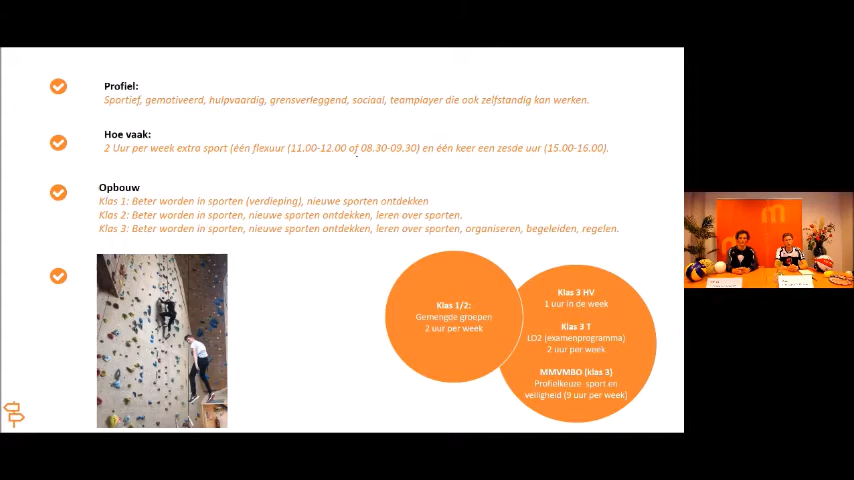 Profiel:
Sportief, gemotiveerd, hulpvaardig, grensverleggend, sociaal, teamplayer die ook zelfstandig kan werken.
Hoe vaak:
2 Uur per week extra sport (één flexuur (11.00-12.00 of 08.30-09.30) en één keer een zesde uur (15.00-16.00).
Opbouw
Klas 1: Beter worden in sporten (verdieping), nieuwe sporten ontdekken
Klas 2: Beter worden in sporten, nieuwe sporten ontdekken, leren over sporten.
Klas 3: Beter worden in sporten, nieuwe sporten ontdekken, leren over sporten, organiseren, begeleiden, regelen.
Klas 1/2:
Gemengde groepen
2 uur per week
Klas 3 HV
1 uur in de week
Klas 3 T
LO2 (examenprogramma)
2 uur per week
MMVMBO (klas 3)
Profielkeuze sport en
veiligheid (9 uur per week)
m